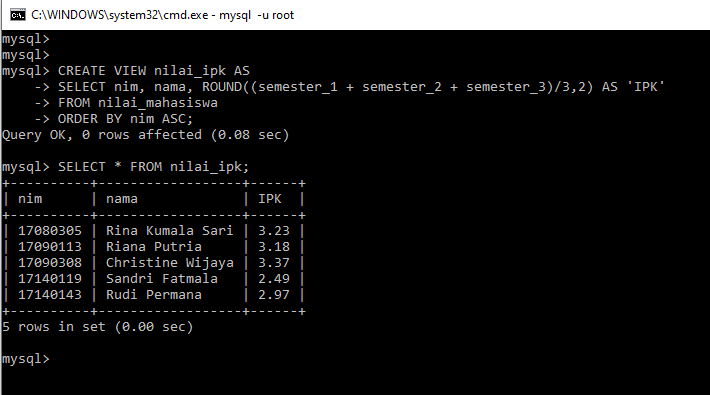 C:\WINDOWS\system32\cmd.exe - mysql  -u root
mysql>
mysql>
mysql> CREATE VIEW nilai_ipk AS
    -> SELECT nim, nama, ROUND((semester_1 + semester_2 + semester_3)/3,2) AS 'IPK'
    -> FROM nilai_mahasiswa
    -> ORDER BY nim ASC;
Query OK, 0 rows affected (0.08 sec)

mysql> SELECT * FROM nilai_ipk;
+----------+------------------+------+
| nim      | nama             | IPK  |
+----------+------------------+------+
| 17080305 | Rina Kumala Sari | 3.23 |
| 17090113 | Riana Putria     | 3.18 |
| 17090308 | Christine Wijaya | 3.37 |
| 17140119 | Sandri Fatmala   | 2.49 |
| 17140143 | Rudi Permana     | 2.97 |
+----------+------------------+------+
5 rows in set (0.00 sec)

mysql>